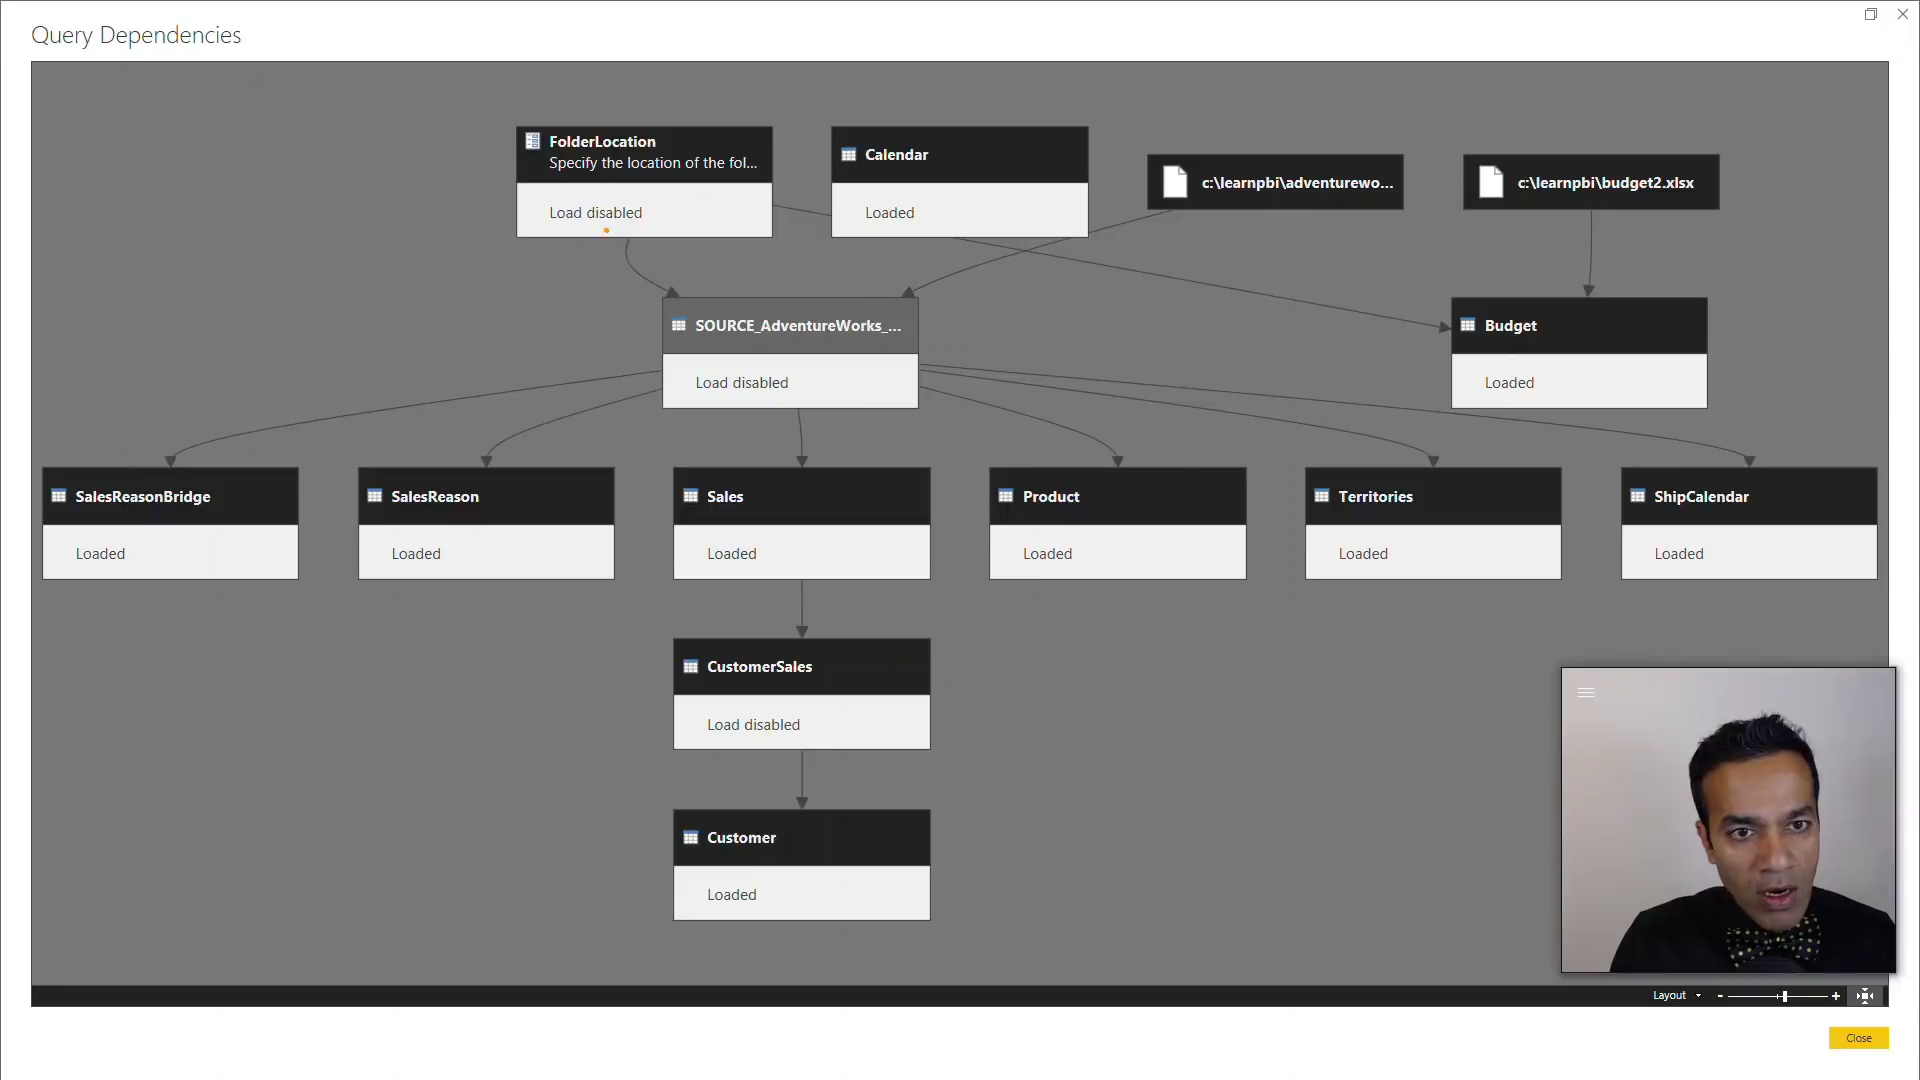 Query Dependencies
FolderLocation
Specify the location of the fol...
Load disabled
Calendar
Loaded
c:\learnpbi\adventurewo...
c:\learnpbi\budget2.xlsx
SOURCE_AdventureWorks_...
Load disabled
Budget
Loaded
SalesReasonBridge
Loaded
SalesReason
Loaded
Sales
Loaded
Product
Loaded
Territories
Loaded
ShipCalendar
Loaded
CustomerSales
Load disabled
Customer
Loaded
Layout
- +
Close